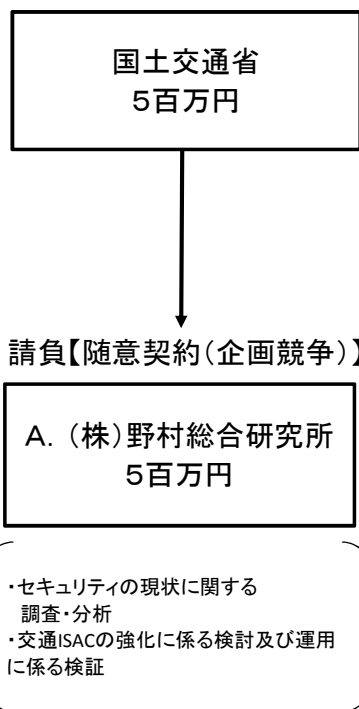 国土交通省
5百万円
請負【随意契約(企画競争)】
A. (株)野村総合研究所
5百万円
・セキュリティの現状に関する
調査・分析
・交通ISACの強化に係る検討及び運用
に係る検証